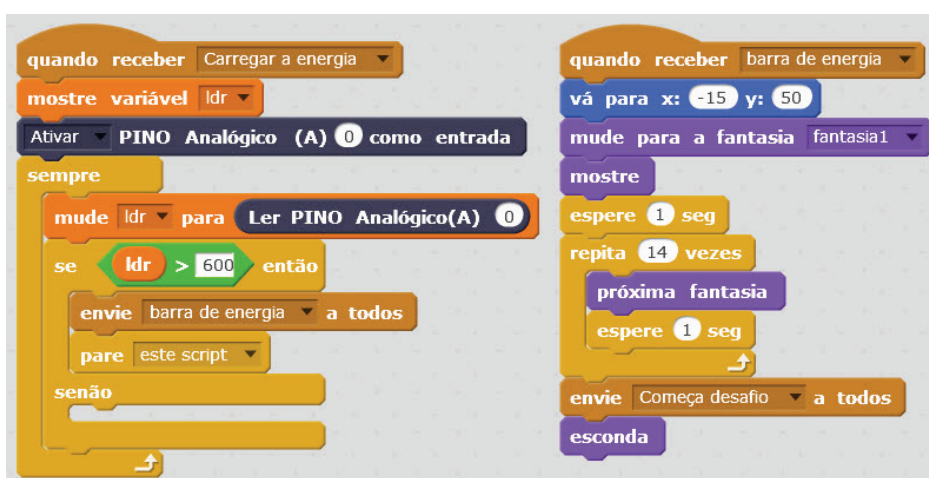 quando receber Carregar a energia
mostre variável ldr
Ativar PINO Analógico (A) 0 como entrada
sempre
mude ldr para Ler PINO Analógico(A) 0
se ldr > 600 então
envie barra de energia a todos
pare este script
senão
quando receber barra de energia
vá para x: -15 y: 50
mude para a fantasia fantasia1
mostre
espere 1 seg
repita 14 vezes
próxima fantasia
espere 1 seg
envie Começa desafio a todos
esconda